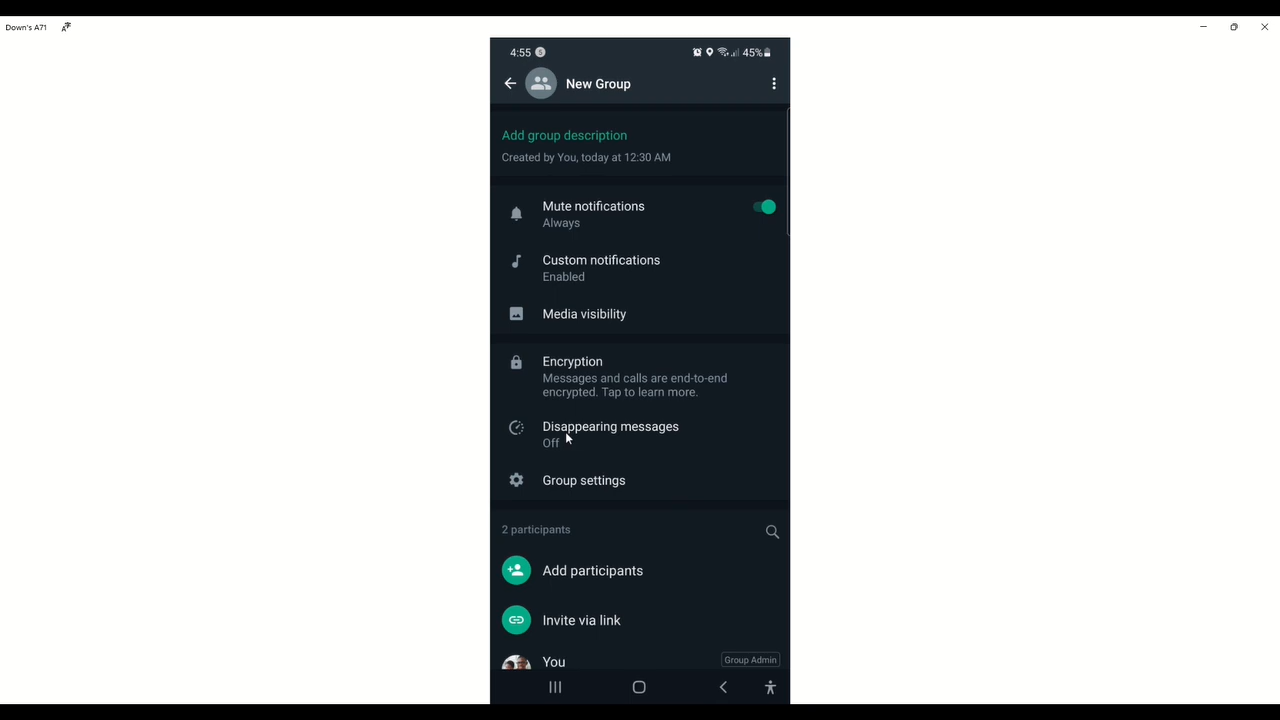 Down's A71
4:55
45%
New Group
Add group description
Created by You, today at 12:30 AM
Mute notifications
Always
Custom notifications
Enabled
Media visibility
Encryption
Messages and calls are end-to-end
encrypted. Tap to learn more.
Disappearing messages
Off
Group settings
2 participants
Add participants
Invite via link
You
Group Admin